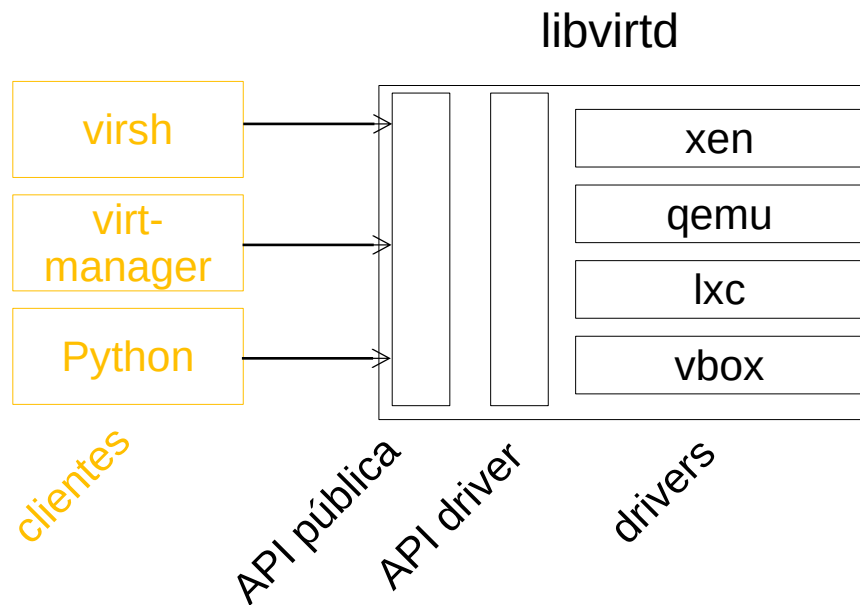 libvirtd
virsh
virt-
manager
Python
xen
qemu
lxc
vbox
clientes
API pública
API driver
drivers